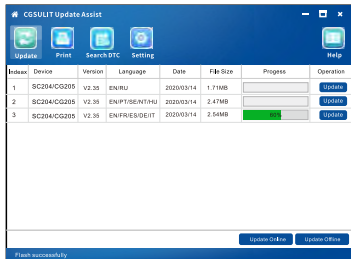 CGSULIT Update Assist
Update Print Search DTC Setting Help
Indeax Device Version Language Date File Size Progess Operation
1 SC204/CG205 V2.35 EN/RU 2020/03/14 1.71MB Update
2 SC204/CG205 V2.35 EN/PT/SE/NT/HU 2020/03/14 2.47MB Update
3 SC204/CG205 V2.35 EN/FR/ES/DE/IT 2020/03/14 2.54MB 80% Update
Update Online Update Offline
Flash successfully